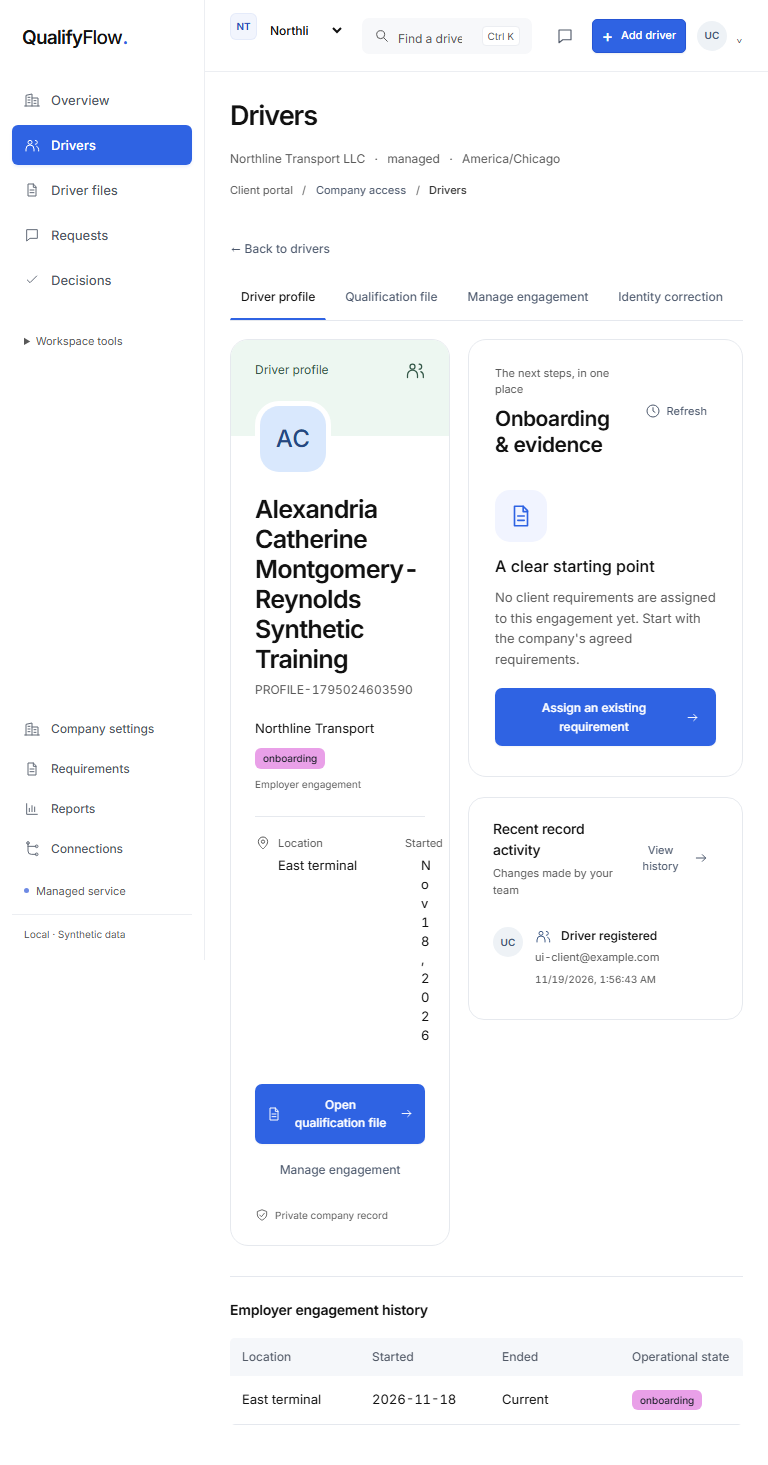 QualifyFlow.
Overview
Drivers
Driver files
Requests
Decisions
Workspace tools
Company settings
Requirements
Reports
Connections
Managed service
Local · Synthetic data
NT
Northli
Find a drive
Ctrl K
+ Add driver
UC
Drivers
Northline Transport LLC · managed · America/Chicago
Client portal / Company access / Drivers
← Back to drivers
Driver profile
Qualification file
Manage engagement
Identity correction
Driver profile
AC
Alexandria
Catherine
Montgomery-
Reynolds
Synthetic
Training
PROFILE-1795024603590
Northline Transport
onboarding
Employer engagement
Location
East terminal
Started
N
o
v
1
8
,
2
0
2
6
Open
qualification file
→
Manage engagement
Private company record
The next steps, in one
place
Onboarding
& evidence
Refresh
A clear starting point
No client requirements are assigned
to this engagement yet. Start with
the company's agreed
requirements.
Assign an existing
requirement
→
Recent record
activity
Changes made by your
team
View
history
→
UC
Driver registered
ui-client@example.com
11/19/2026, 1:56:43 AM
Employer engagement history
Location Started Ended Operational state
East terminal 2026-11-18 Current onboarding